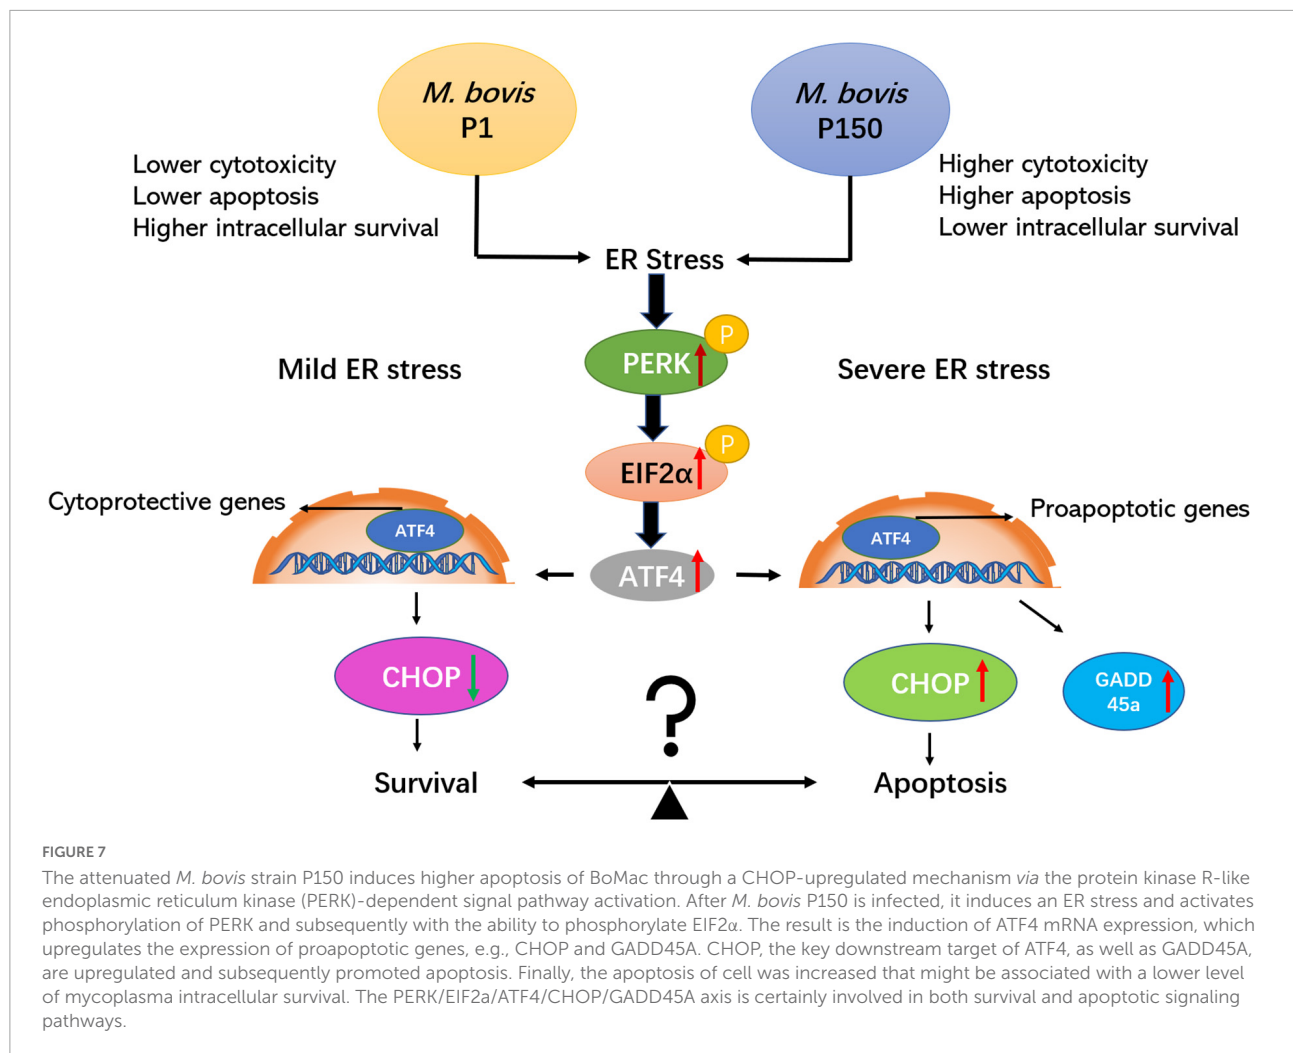 M. bovis
P1
M. bovis
P150
Lower cytotoxicity
Lower apoptosis
Higher intracellular survival
Higher cytotoxicity
Higher apoptosis
Lower intracellular survival
ER Stress
P
PERK
Mild ER stress
Severe ER stress
P
EIF2α
Cytoprotective genes
ATF4
Proapoptotic genes
ATF4
ATF4
CHOP
CHOP
GADD
45a
?
Survival
Apoptosis
FIGURE 7
The attenuated M. bovis strain P150 induces higher apoptosis of BoMac through a CHOP-upregulated mechanism via the protein kinase R-like
endoplasmic reticulum kinase (PERK)-dependent signal pathway activation. After M. bovis P150 is infected, it induces an ER stress and activates
phosphorylation of PERK and subsequently with the ability to phosphorylate EIF2α. The result is the induction of ATF4 mRNA expression, which
upregulates the expression of proapoptotic genes, e.g., CHOP and GADD45A. CHOP, the key downstream target of ATF4, as well as GADD45A,
are upregulated and subsequently promoted apoptosis. Finally, the apoptosis of cell was increased that might be associated with a lower level
of mycoplasma intracellular survival. The PERK/EIF2a/ATF4/CHOP/GADD45A axis is certainly involved in both survival and apoptotic signaling
pathways.